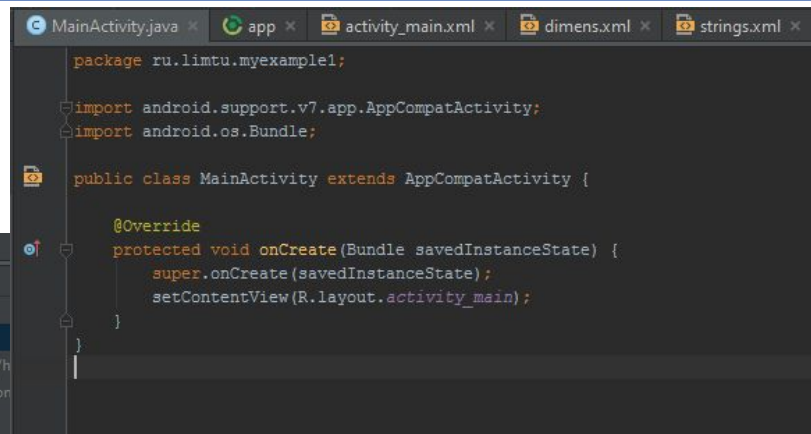 MainActivity.java app activity_main.xml dimens.xml strings.xml
package ru.limtu.myexample1;
import android.support.v7.app.AppCompatActivity;
import android.os.Bundle;
public class MainActivity extends AppCompatActivity {
@Override
protected void onCreate(Bundle savedInstanceState) {
super.onCreate(savedInstanceState);
setContentView(R.layout.activity_main);
}
}